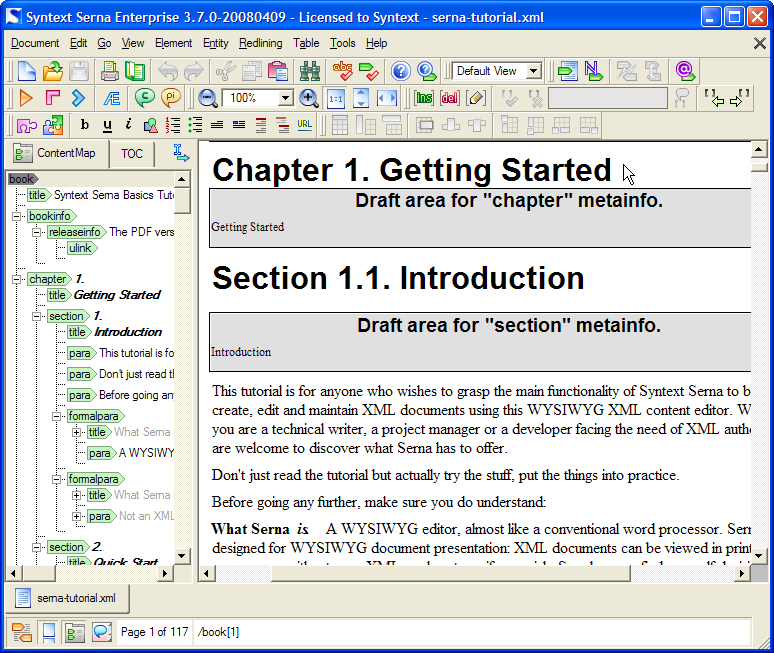 Syntext Serna Enterprise 3.7.0-20080409 - Licensed to Syntext - serna-tutorial.xml
Document Edit Go View Element Entity Redlining Table Tools Help
abc ? ? Default View N @
Æ C pi 100% 1:1 ins del
b u i URL
ContentMap TOC
book
title Syntext Serna Basics Tut
bookinfo
releaseinfo The PDF vers
ulink
chapter 1.
title Getting Started
section 1.
title Introduction
para This tutorial is fo
para Don't just read th
para Before going any
formalpara
title What Serna
para A WYSIWY
formalpara
title What Serna
para Not an XML
section 2.
title Quick Start
Chapter 1. Getting Started
Draft area for "chapter" metainfo.
Getting Started
Section 1.1. Introduction
Draft area for "section" metainfo.
Introduction
This tutorial is for anyone who wishes to grasp the main functionality of Syntext Serna to b
create, edit and maintain XML documents using this WYSIWYG XML content editor. W
you are a technical writer, a project manager or a developer facing the need of XML autho
are welcome to discover what Serna has to offer.
Don't just read the tutorial but actually try the stuff, put the things into practice.
Before going any further, make sure you do understand:
What Serna is A WYSIWYG editor, almost like a conventional word processor. Sern
designed for WYSIWYG document presentation: XML documents can be viewed in print
serna-tutorial.xml
Page 1 of 117 /book[1]